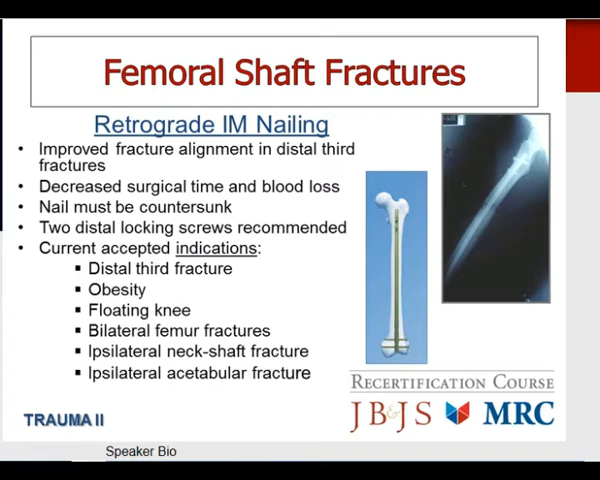 Femoral Shaft Fractures
Retrograde IM Nailing
• Improved fracture alignment in distal third
fractures
• Decreased surgical time and blood loss
• Nail must be countersunk
• Two distal locking screws recommended
• Current accepted indications:
▪ Distal third fracture
▪ Obesity
▪ Floating knee
▪ Bilateral femur fractures
▪ Ipsilateral neck-shaft fracture
▪ Ipsilateral acetabular fracture
RECERTIFICATION COURSE
JB&JS MRC
TRAUMA II
Speaker Bio